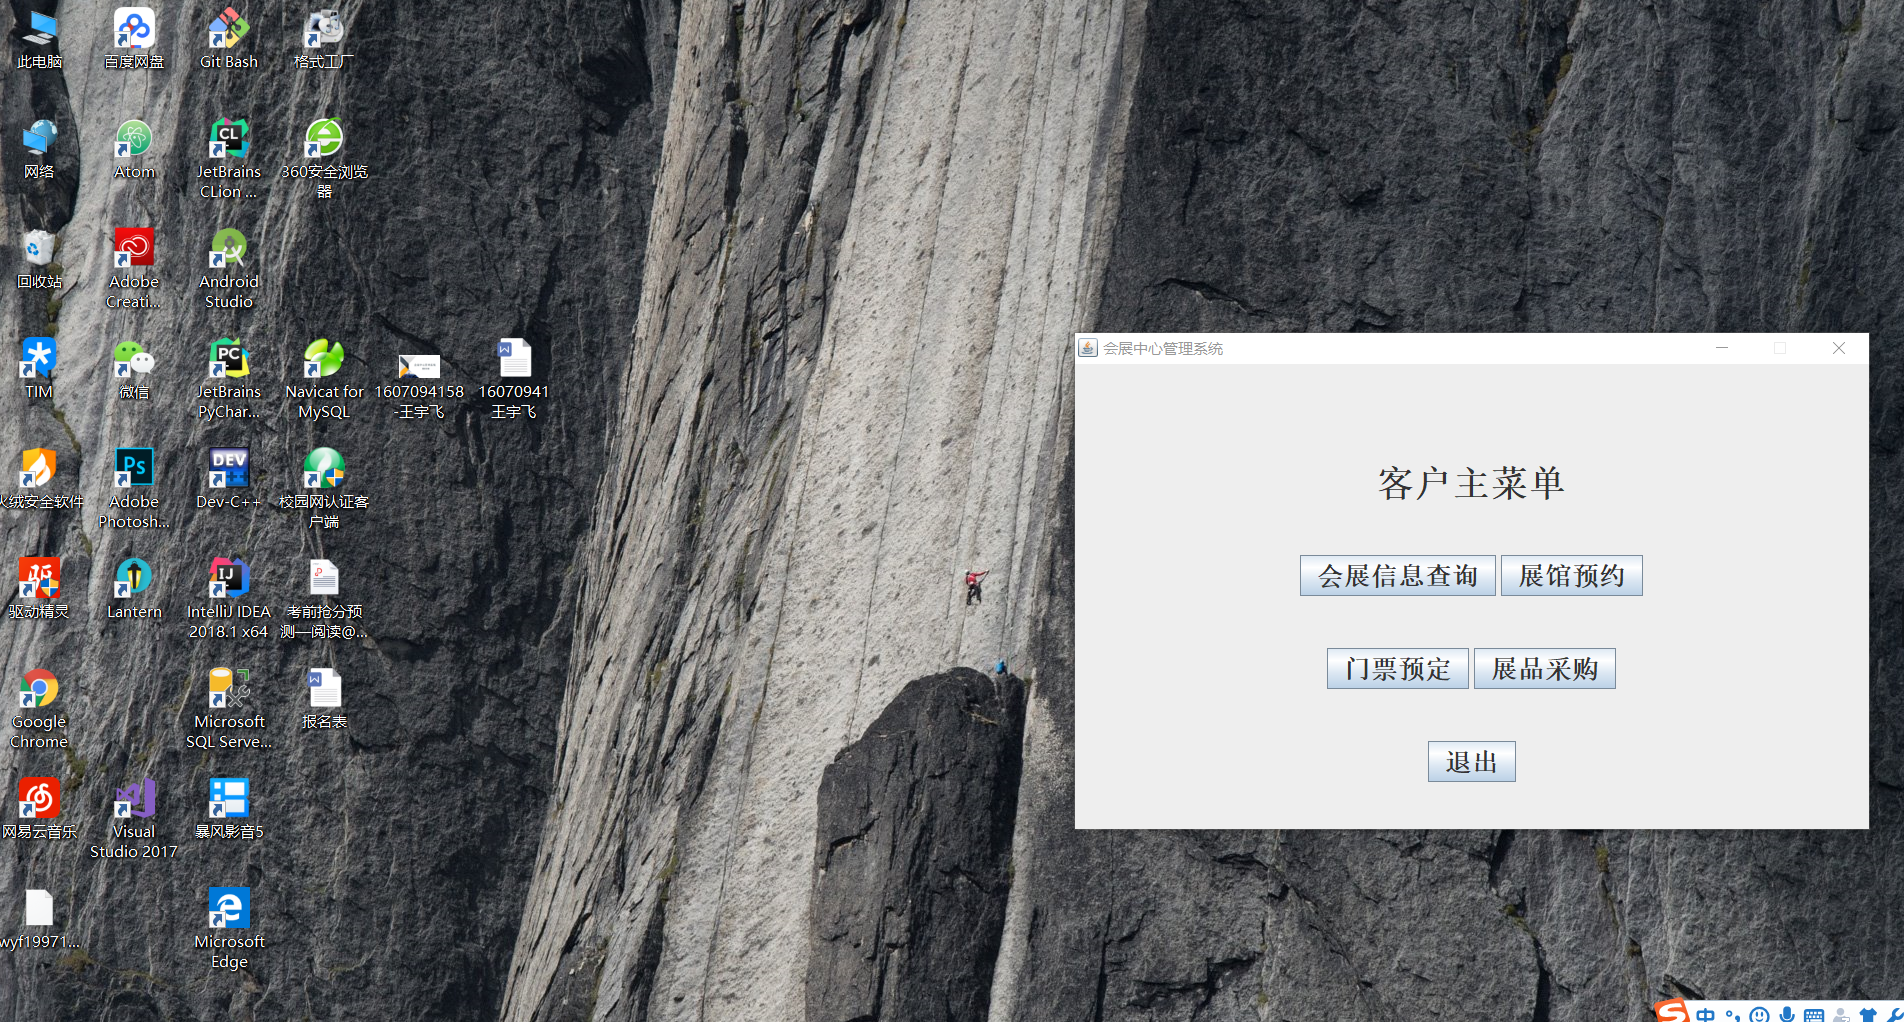 此电脑
百度网盘
Git Bash
格式工厂
网络
Atom
JetBrains
CLion ...
360安全浏览
器
回收站
Adobe
Creati...
Android
Studio
TIM
微信
JetBrains
PyChar...
Navicat for
MySQL
1607094158
-王宇飞
16070941
王宇飞
火绒安全软件
Adobe
Photosh...
Dev-C++
校园网认证客
户端
驱动精灵
Lantern
IntelliJ IDEA
2018.1 x64
考前抢分预
测—阅读@...
Google
Chrome
Microsoft
SQL Serve...
报名表
网易云音乐
Visual
Studio 2017
暴风影音5
wyf19971...
Microsoft
Edge
会展中心管理系统
客户主菜单
会展信息查询
展馆预约
门票预定
展品采购
退出
中